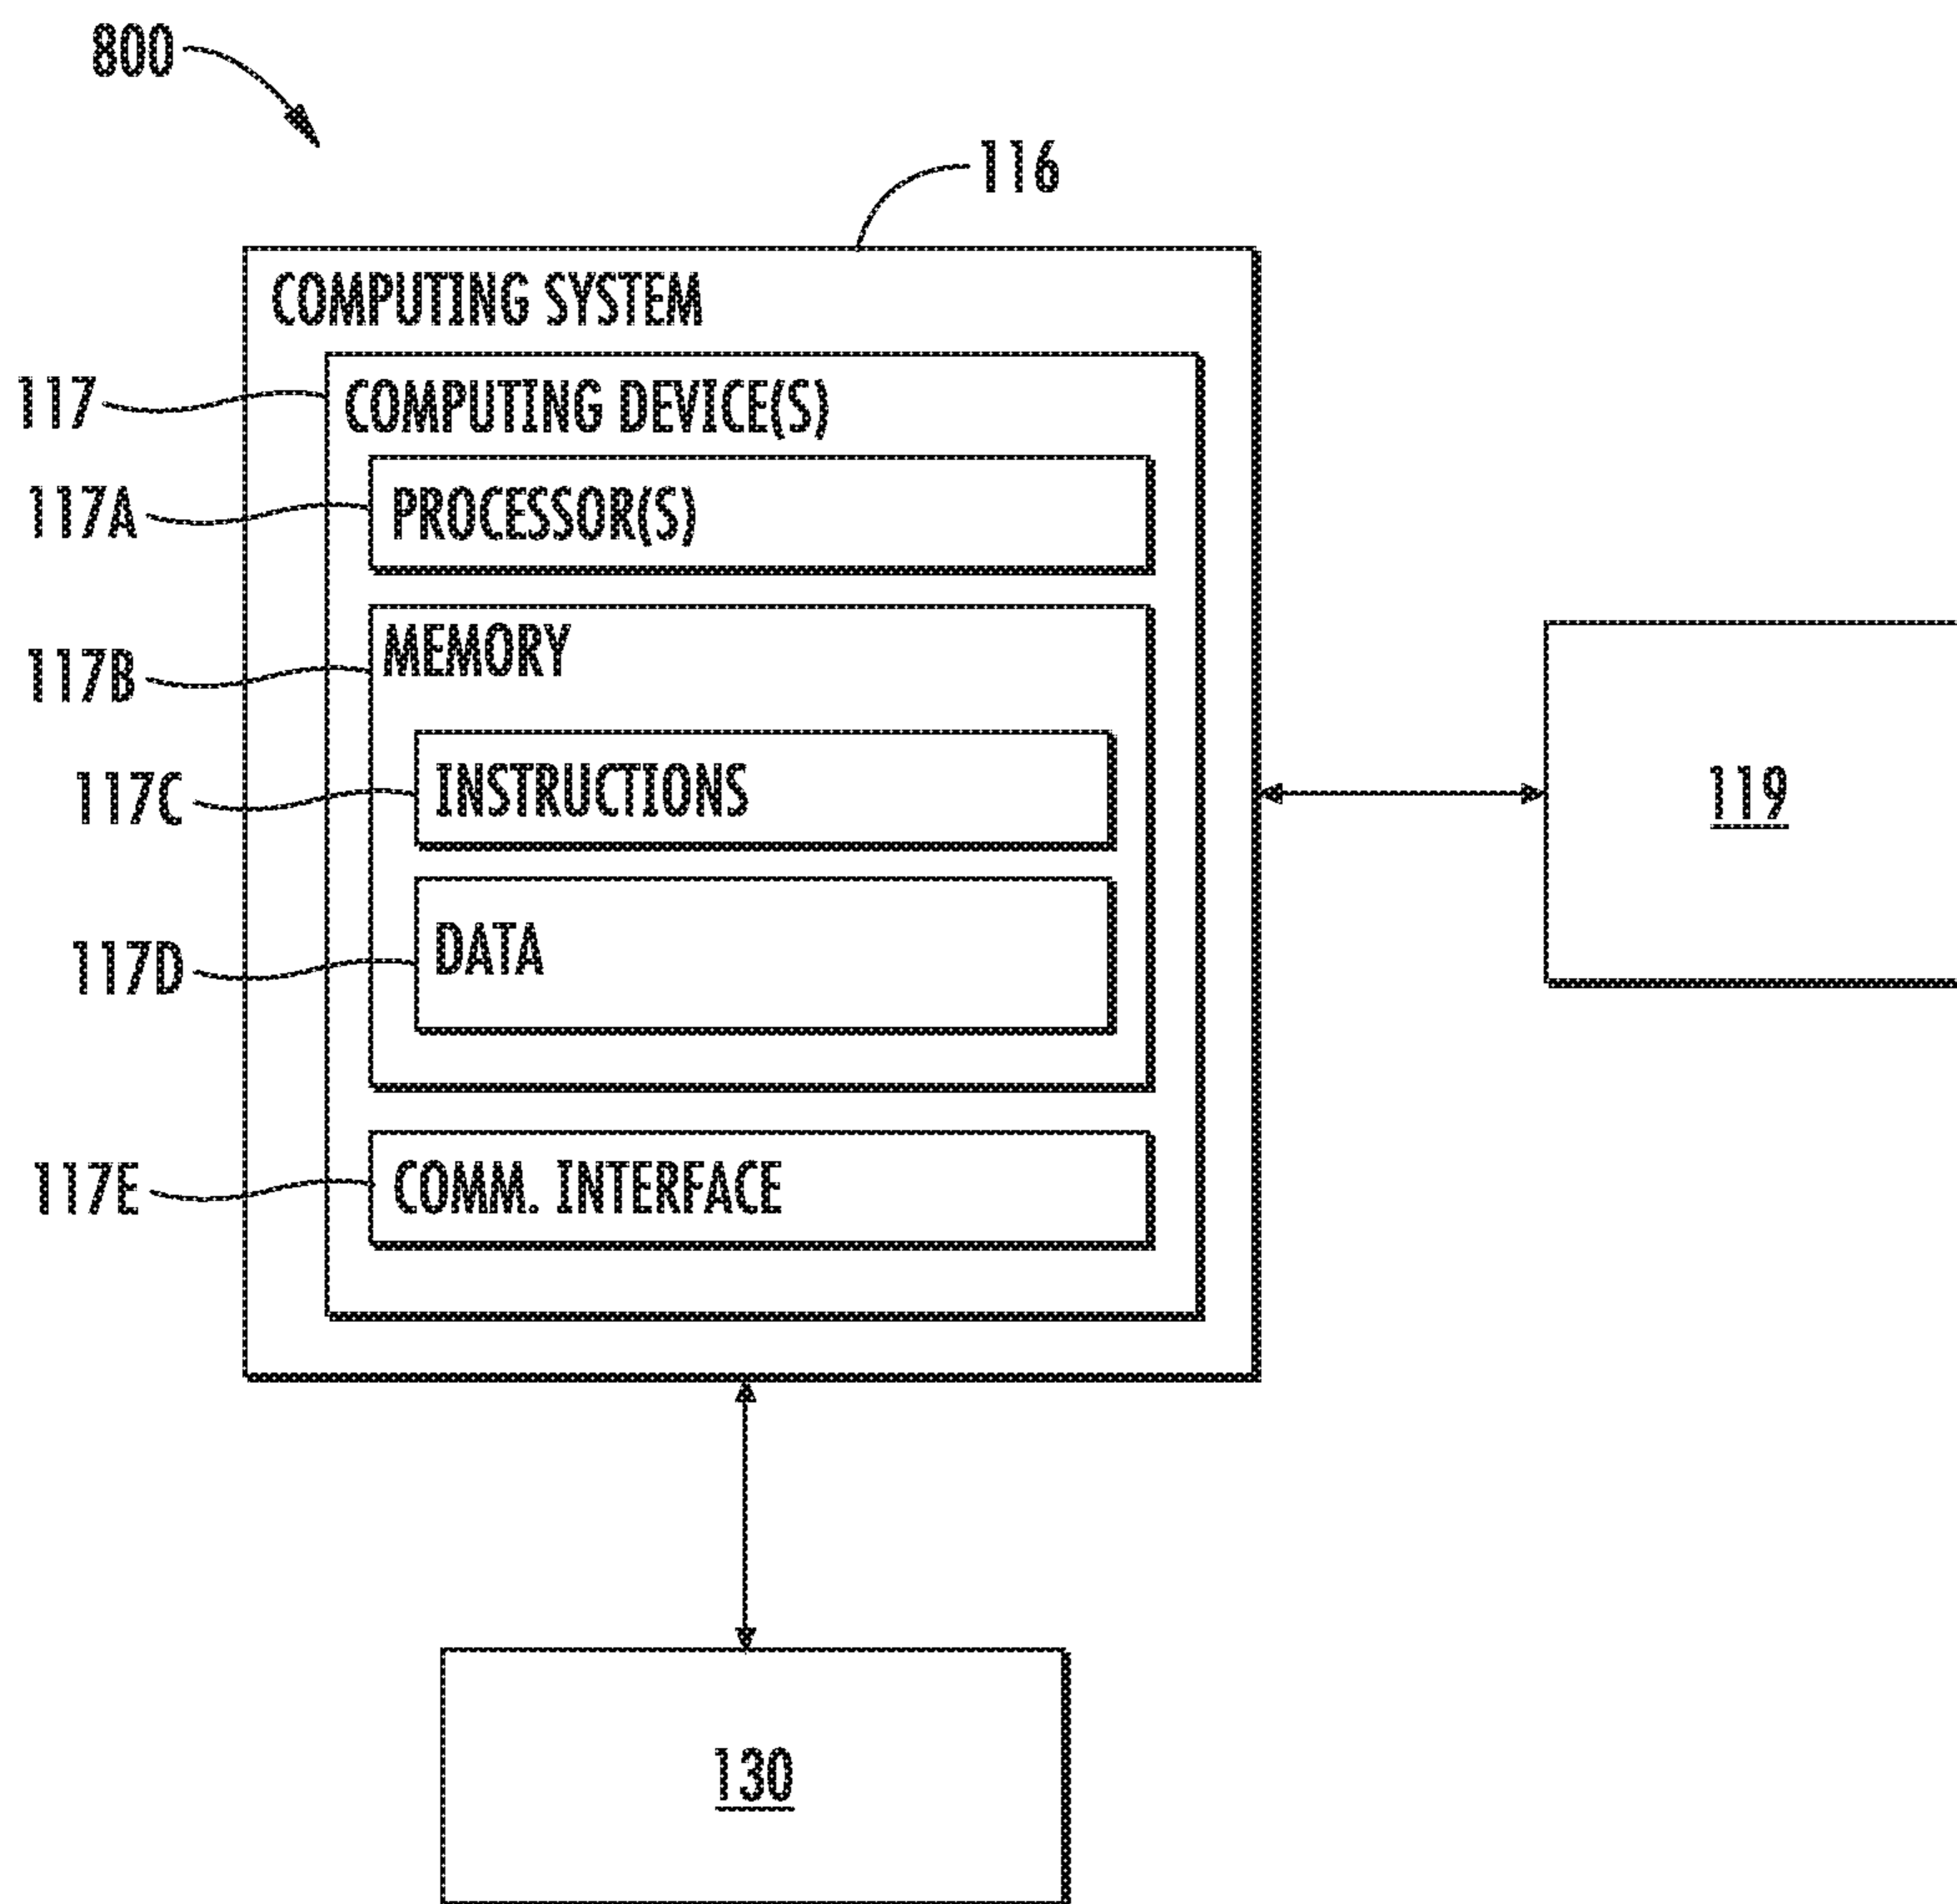 800
116
COMPUTING SYSTEM
117
COMPUTING DEVICE(S)
117A
PROCESSOR(S)
117B
MEMORY
117C
INSTRUCTIONS
119
117D
DATA
117E
COMM. INTERFACE
130